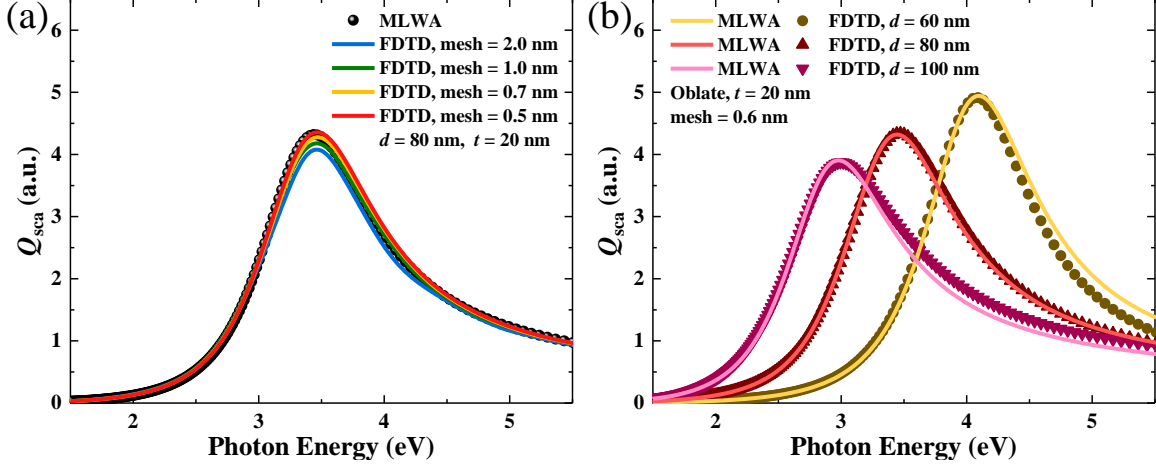 (a)
6
5
4
3
2
1
0
Q_sca (a.u.)
MLWA
FDTD, mesh = 2.0 nm
FDTD, mesh = 1.0 nm
FDTD, mesh = 0.7 nm
FDTD, mesh = 0.5 nm
d = 80 nm, t = 20 nm
2 3 4 5
Photon Energy (eV)
(b)
6
5
4
3
2
1
0
Q_sca (a.u.)
MLWA FDTD, d = 60 nm
MLWA FDTD, d = 80 nm
MLWA FDTD, d = 100 nm
Oblate, t = 20 nm
mesh = 0.6 nm
2 3 4 5
Photon Energy (eV)